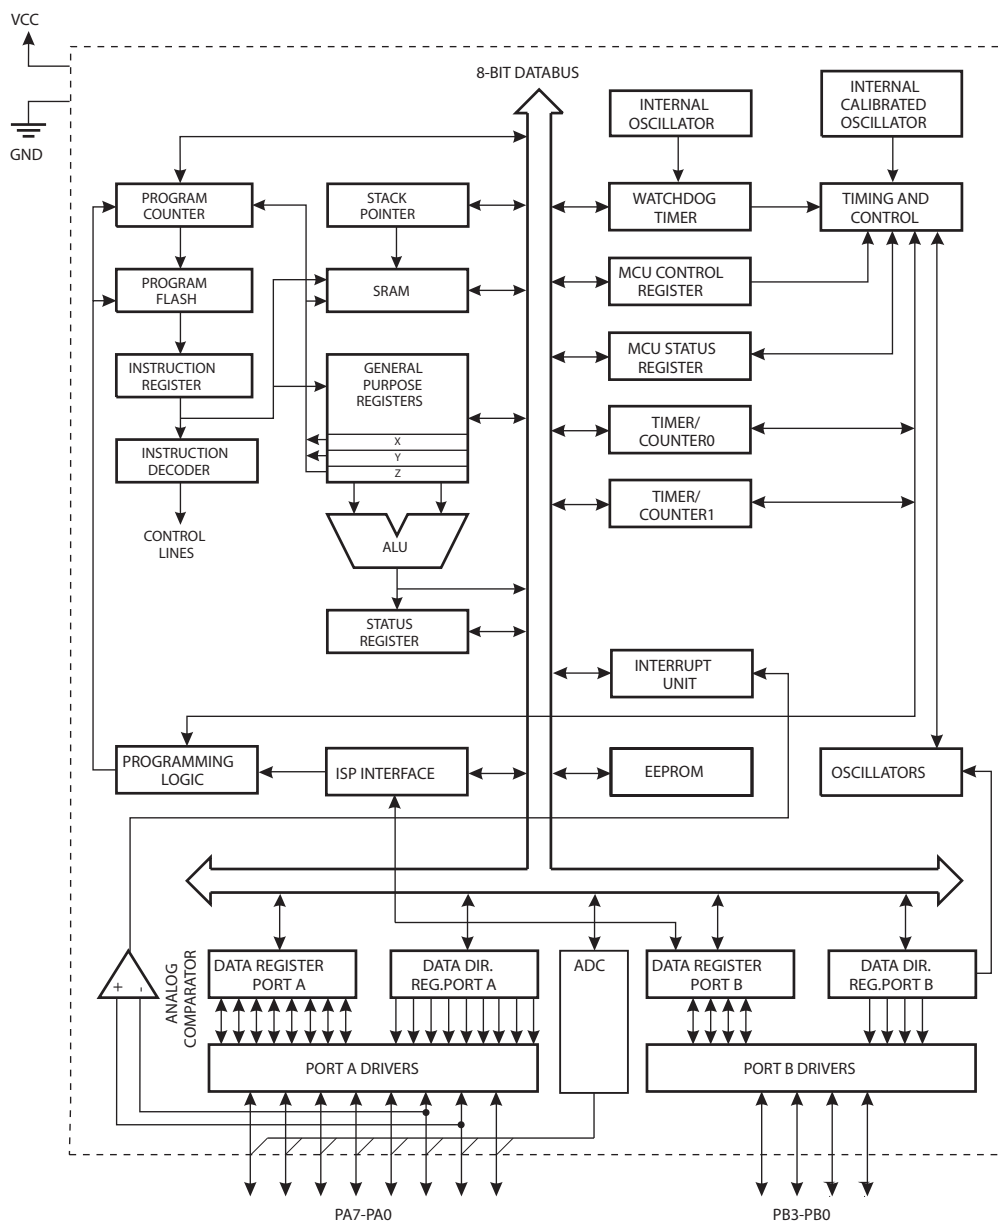 VCC
GND
8-BIT DATABUS
INTERNAL
OSCILLATOR
INTERNAL
CALIBRATED
OSCILLATOR
PROGRAM
COUNTER
STACK
POINTER
WATCHDOG
TIMER
TIMING AND
CONTROL
PROGRAM
FLASH
SRAM
MCU CONTROL
REGISTER
INSTRUCTION
REGISTER
GENERAL
PURPOSE
REGISTERS
X
Y
Z
MCU STATUS
REGISTER
INSTRUCTION
DECODER
TIMER/
COUNTER0
TIMER/
COUNTER1
CONTROL
LINES
ALU
STATUS
REGISTER
INTERRUPT
UNIT
PROGRAMMING
LOGIC
ISP INTERFACE
EEPROM
OSCILLATORS
ANALOG
COMPARATOR
+
-
DATA REGISTER
PORT A
DATA DIR.
REG.PORT A
ADC
DATA REGISTER
PORT B
DATA DIR.
REG.PORT B
PORT A DRIVERS
PORT B DRIVERS
PA7-PA0
PB3-PB0